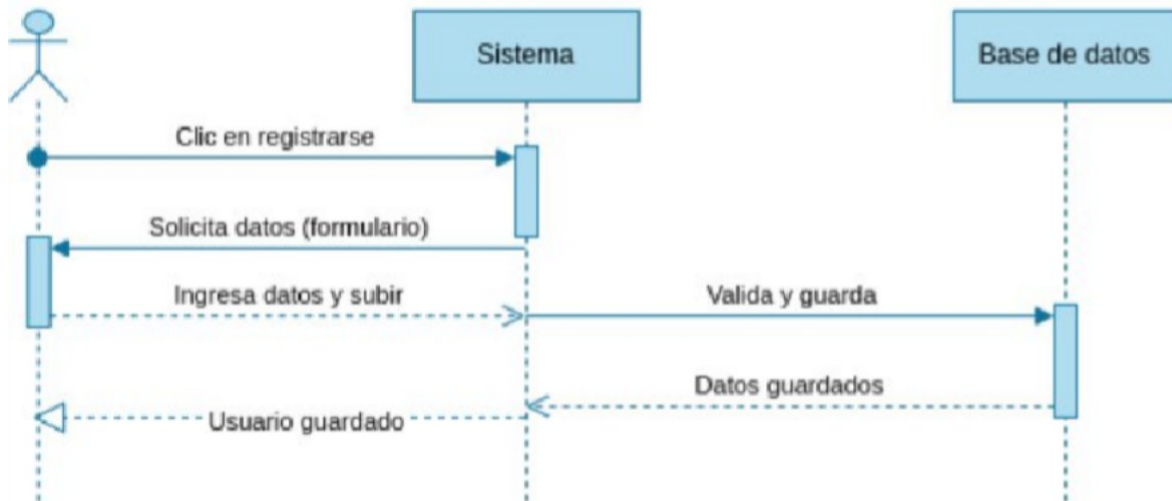 Sistema
Base de datos
Clic en registrarse
Solicita datos (formulario)
Ingresa datos y subir
Valida y guarda
Datos guardados
Usuario guardado